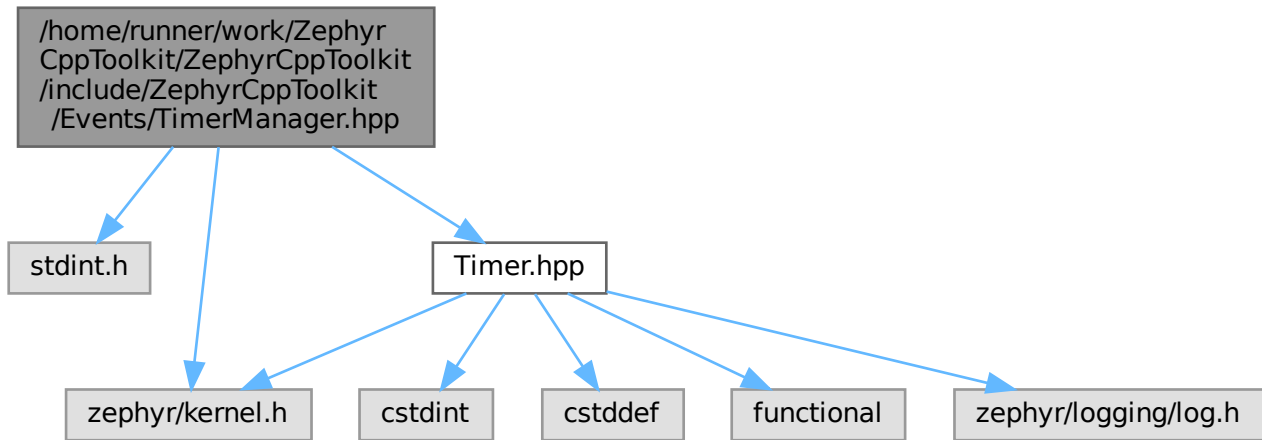 /home/runner/work/Zephyr
CppToolkit/ZephyrCppToolkit
/include/ZephyrCppToolkit
/Events/TimerManager.hpp
stdint.h
Timer.hpp
zephyr/kernel.h
cstdint
cstddef
functional
zephyr/logging/log.h